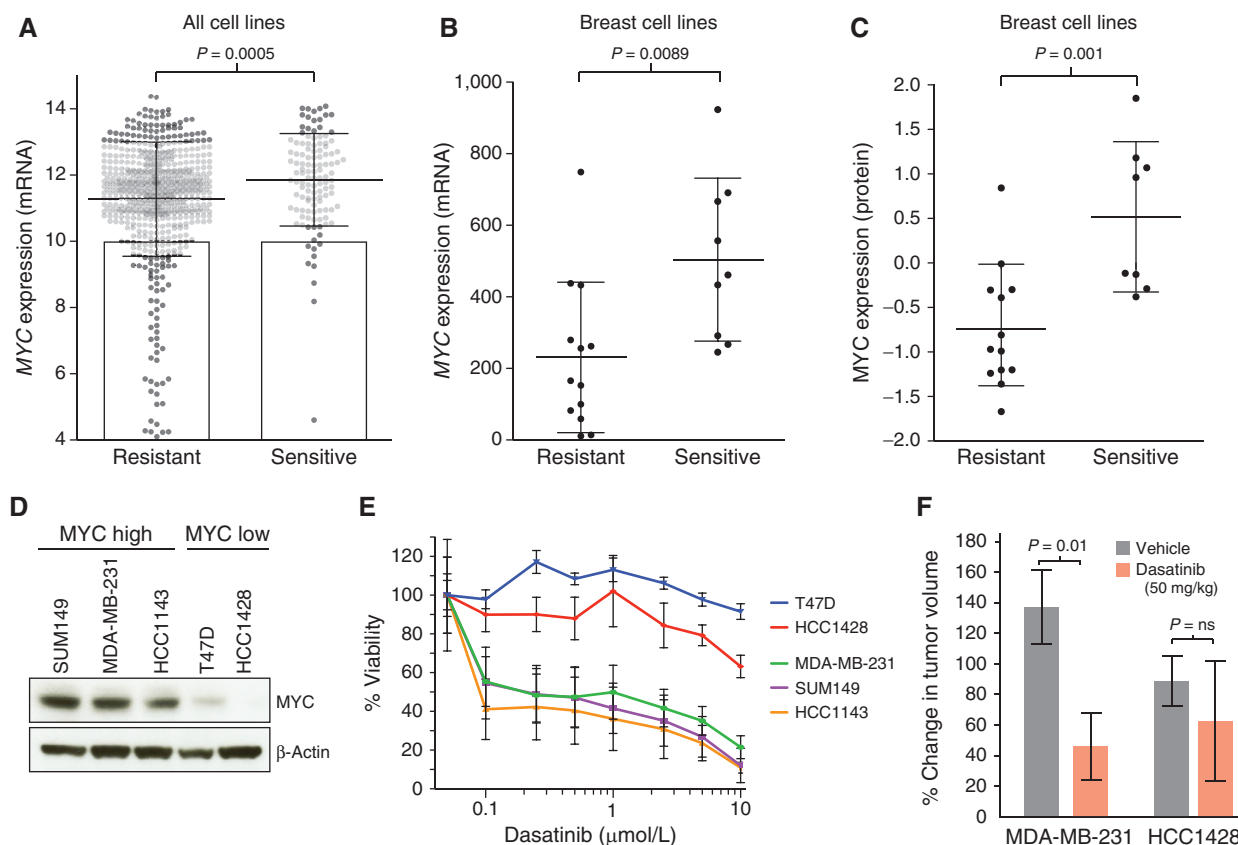 A
All cell lines
P = 0.0005
MYC expression (mRNA)
14
12
10
8
6
4
Resistant
Sensitive
B
Breast cell lines
P = 0.0089
MYC expression (mRNA)
1,000
800
600
400
200
0
Resistant
Sensitive
C
Breast cell lines
P = 0.001
MYC expression (protein)
2.0
1.5
1.0
0.5
0.0
−0.5
−1.0
−1.5
−2.0
Resistant
Sensitive
D
MYC high
MYC low
SUM149
MDA-MB-231
HCC1143
T47D
HCC1428
MYC
β-Actin
E
% Viability
120
100
80
60
40
20
0
0.1
1
10
Dasatinib (μmol/L)
T47D
HCC1428
MDA-MB-231
SUM149
HCC1143
F
% Change in tumor volume
180
160
140
120
100
80
60
40
20
0
P = 0.01
P = ns
Vehicle
Dasatinib
(50 mg/kg)
MDA-MB-231
HCC1428